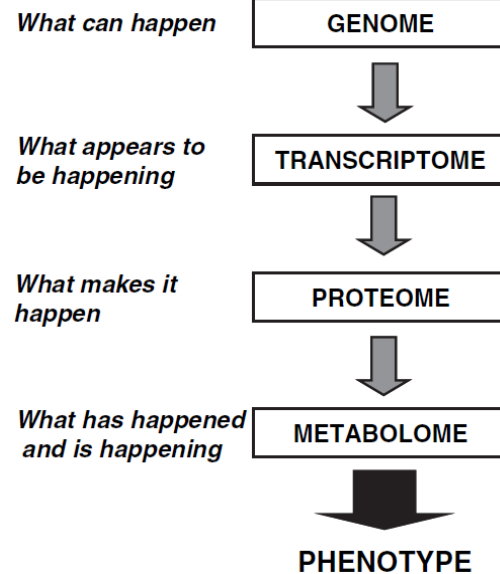 What can happen
GENOME
What appears to
be happening
TRANSCRIPTOME
What makes it
happen
PROTEOME
What has happened
and is happening
METABOLOME
PHENOTYPE